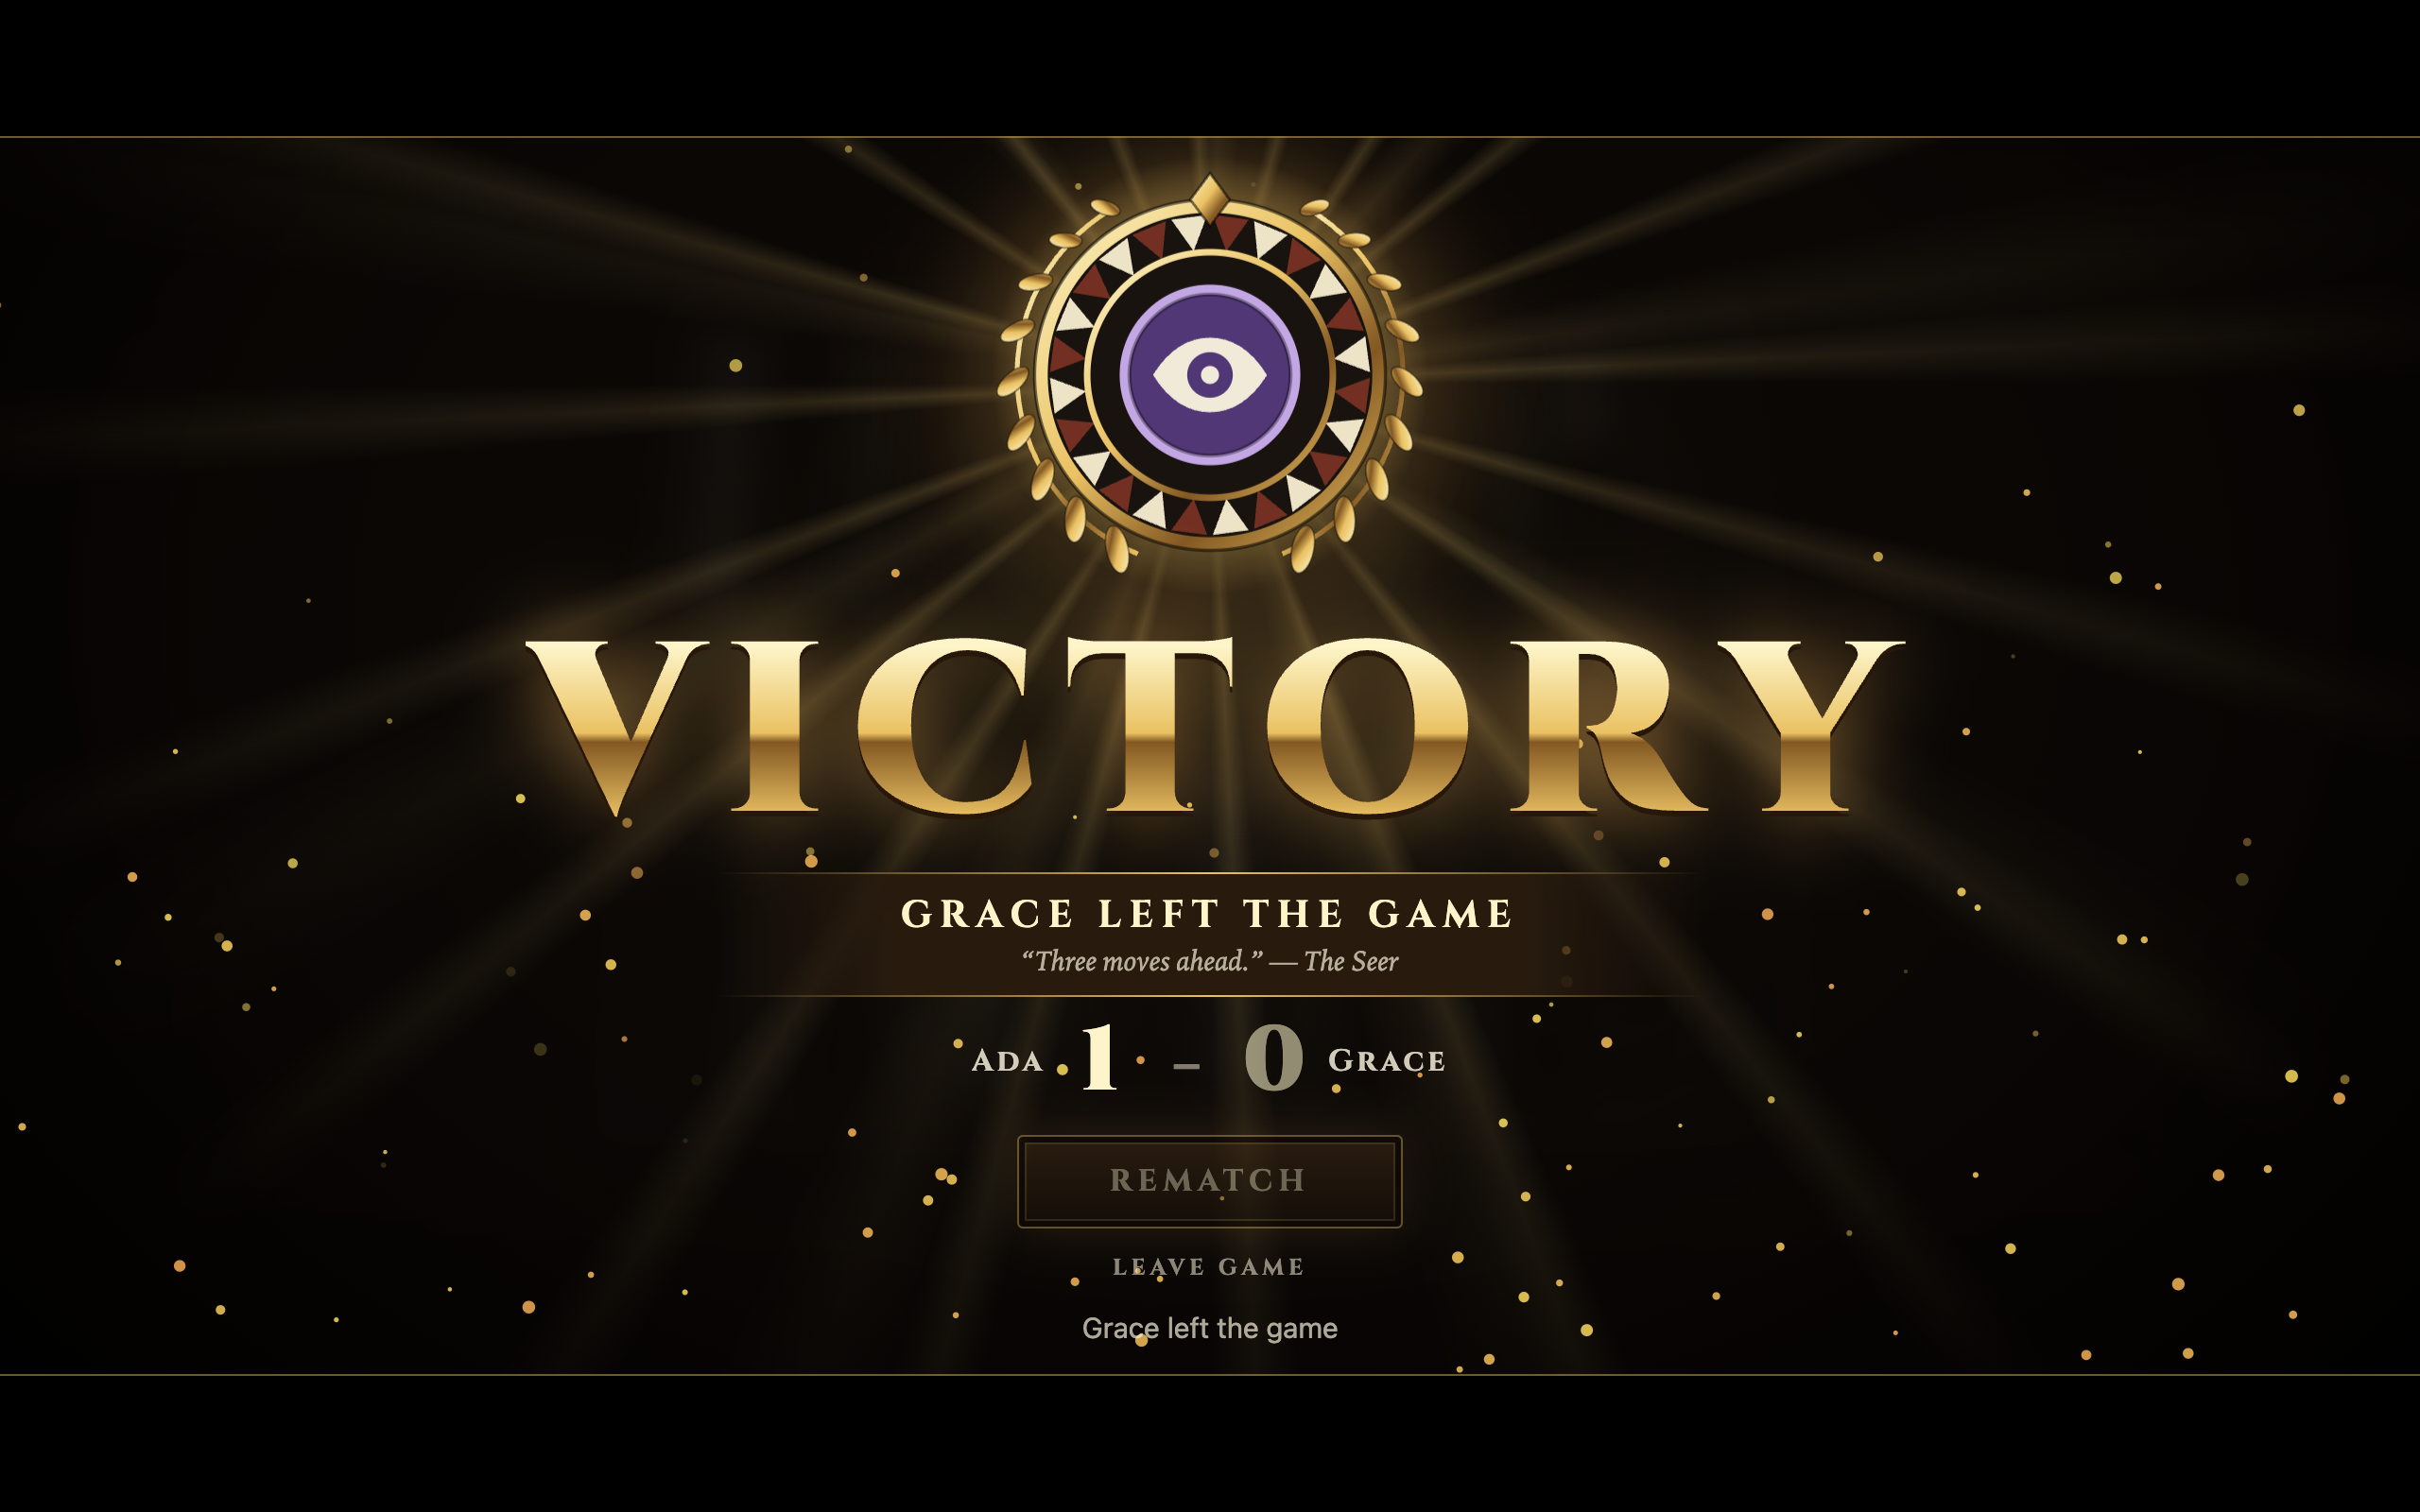 VICTORY
GRACE LEFT THE GAME
“Three moves ahead.” — The Seer
ADA 1 – 0 GRACE
REMATCH
LEAVE GAME
Grace left the game